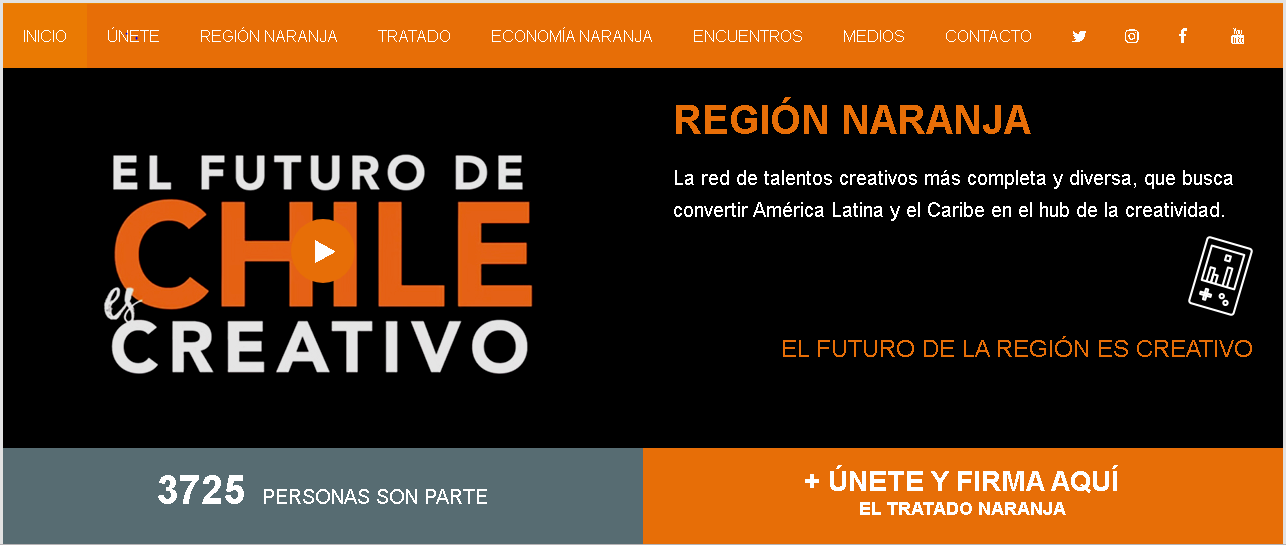 INICIO ÚNETE REGIÓN NARANJA TRATADO ECONOMÍA NARANJA ENCUENTROS MEDIOS CONTACTO You Tube
EL FUTURO DE
CHILE
es
CREATIVO
REGIÓN NARANJA
La red de talentos creativos más completa y diversa, que busca
convertir América Latina y el Caribe en el hub de la creatividad.
EL FUTURO DE LA REGIÓN ES CREATIVO
3725 PERSONAS SON PARTE
+ ÚNETE Y FIRMA AQUÍ
EL TRATADO NARANJA